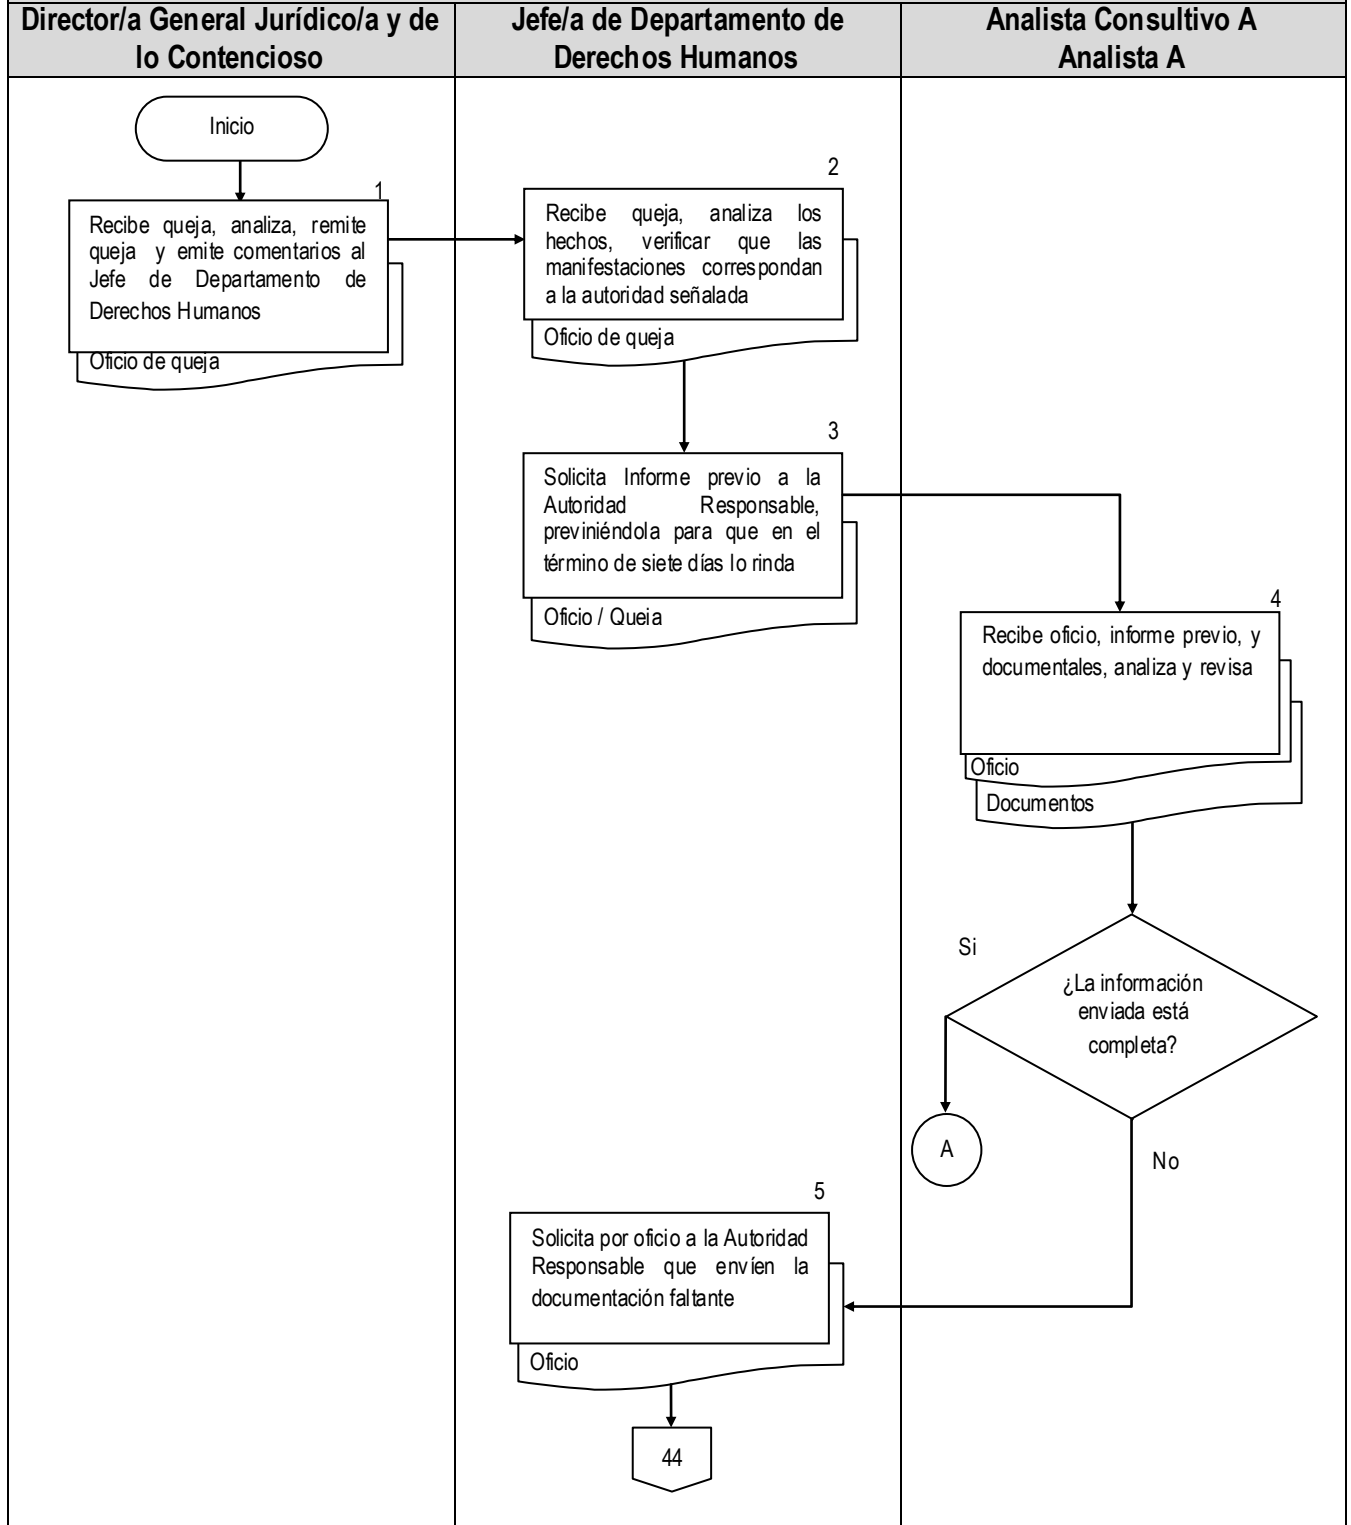 Director/a General Jurídico/a y de
lo Contencioso
Jefe/a de Departamento de
Derechos Humanos
Analista Consultivo A
Analista A
Inicio
1
Recibe queja, analiza, remite
queja y emite comentarios al
Jefe de Departamento de
Derechos Humanos
Oficio de queja
2
Recibe queja, analiza los
hechos, verificar que las
manifestaciones correspondan
a la autoridad señalada
Oficio de queja
3
Solicita Informe previo a la
Autoridad Responsable,
previniéndola para que en el
término de siete días lo rinda
Oficio / Queja
4
Recibe oficio, informe previo, y
documentales, analiza y revisa
Oficio
Documentos
Si
¿La información
enviada está
completa?
A
No
5
Solicita por oficio a la Autoridad
Responsable que envíen la
documentación faltante
Oficio
44